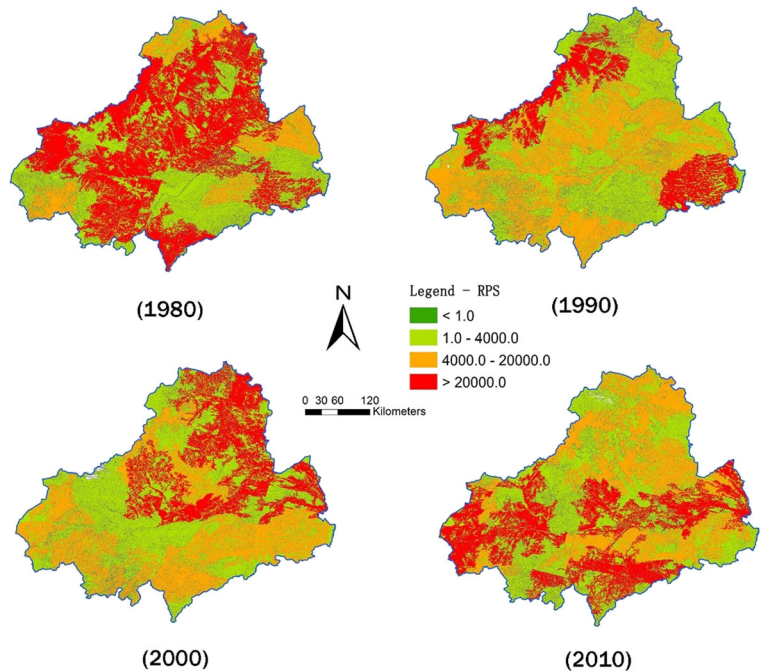 (1980)
(1990)
N
Legend - RPS
< 1.0
1.0 - 4000.0
4000.0 - 20000.0
> 20000.0
0 30 60 120
Kilometers
(2000)
(2010)